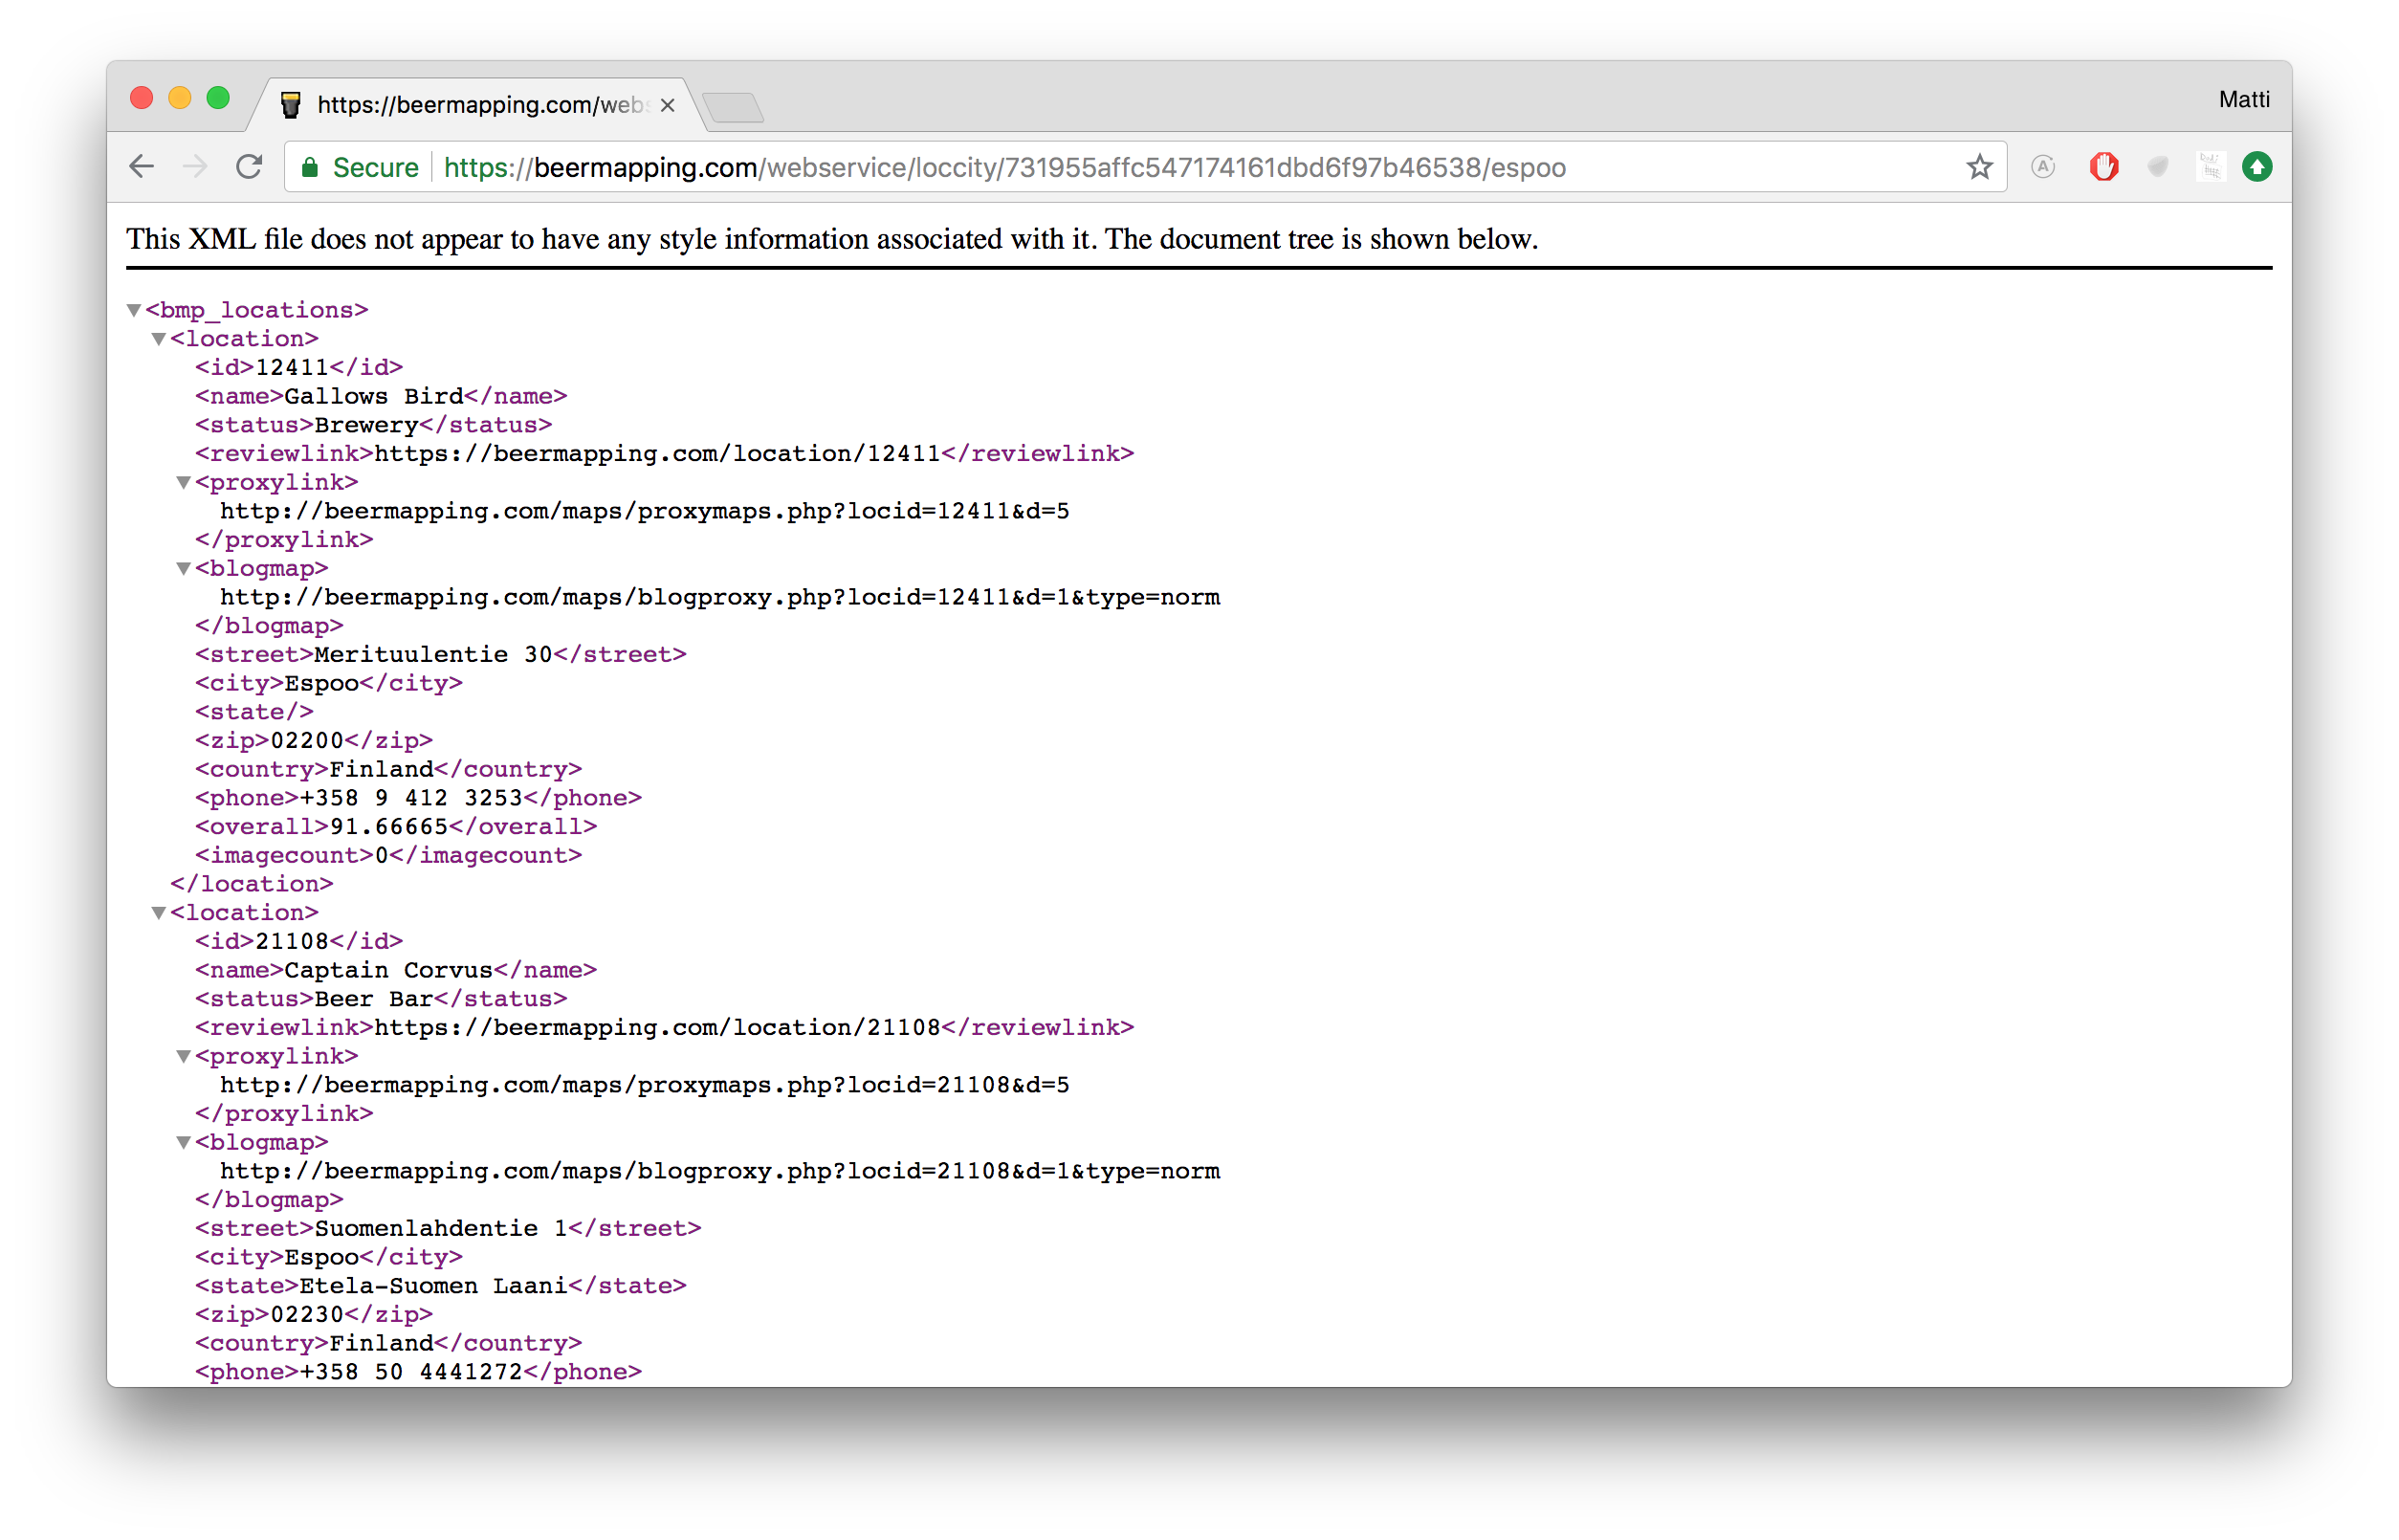 https://beermapping.com/webs
Matti
Secure https://beermapping.com/webservice/loccity/731955affc547174161dbd6f97b46538/espoo
This XML file does not appear to have any style information associated with it. The document tree is shown below.
<bmp_locations>
<location>
<id>12411</id>
<name>Gallows Bird</name>
<status>Brewery</status>
<reviewlink>https://beermapping.com/location/12411</reviewlink>
<proxylink>
http://beermapping.com/maps/proxymaps.php?locid=12411&d=5
</proxylink>
<blogmap>
http://beermapping.com/maps/blogproxy.php?locid=12411&d=1&type=norm
</blogmap>
<street>Merituulentie 30</street>
<city>Espoo</city>
<state/>
<zip>02200</zip>
<country>Finland</country>
<phone>+358 9 412 3253</phone>
<overall>91.66665</overall>
<imagecount>0</imagecount>
</location>
<location>
<id>21108</id>
<name>Captain Corvus</name>
<status>Beer Bar</status>
<reviewlink>https://beermapping.com/location/21108</reviewlink>
<proxylink>
http://beermapping.com/maps/proxymaps.php?locid=21108&d=5
</proxylink>
<blogmap>
http://beermapping.com/maps/blogproxy.php?locid=21108&d=1&type=norm
</blogmap>
<street>Suomenlahdentie 1</street>
<city>Espoo</city>
<state>Etela-Suomen Laani</state>
<zip>02230</zip>
<country>Finland</country>
<phone>+358 50 4441272</phone>